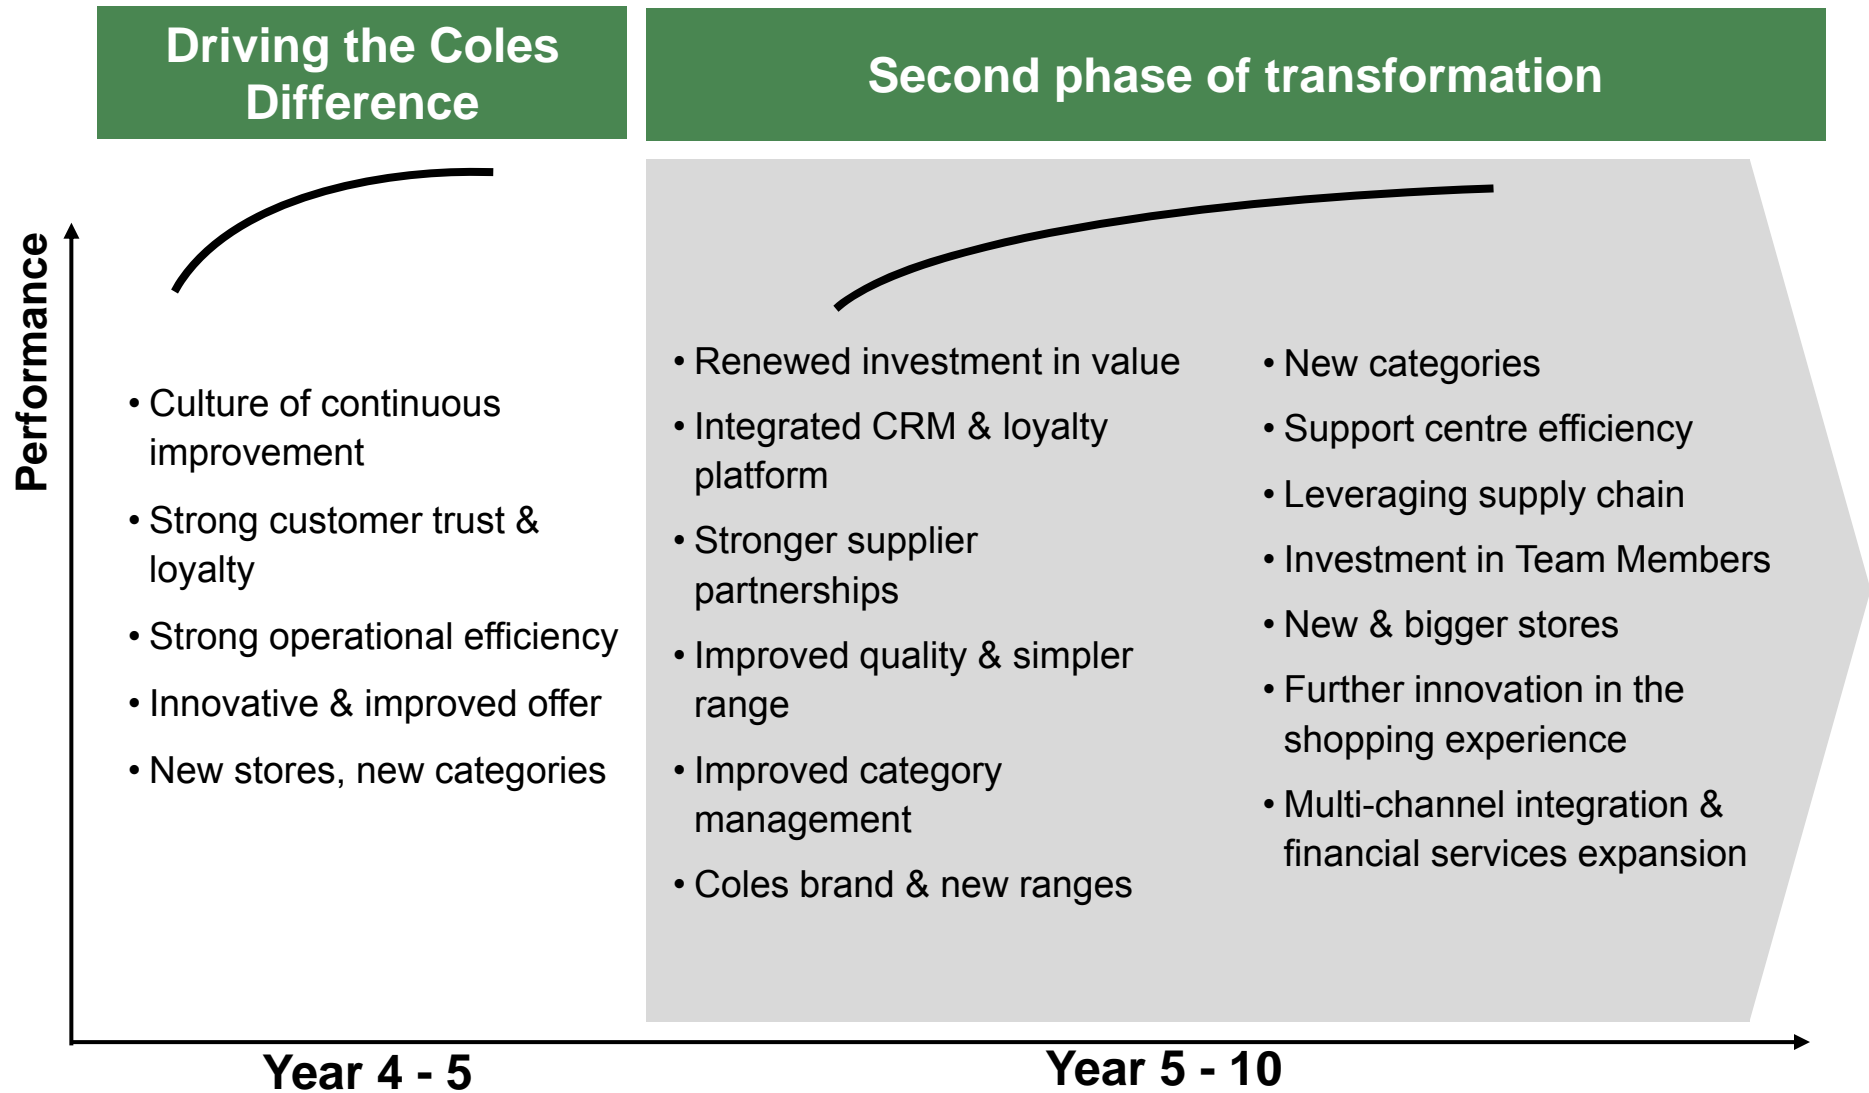 Driving the Coles
Difference
Second phase of transformation
Performance
• Culture of continuous
improvement
• Strong customer trust &
loyalty
• Strong operational efficiency
• Innovative & improved offer
• New stores, new categories
• Renewed investment in value
• Integrated CRM & loyalty
platform
• Stronger supplier
partnerships
• Improved quality & simpler
range
• Improved category
management
• Coles brand & new ranges
• New categories
• Support centre efficiency
• Leveraging supply chain
• Investment in Team Members
• New & bigger stores
• Further innovation in the
shopping experience
• Multi-channel integration &
financial services expansion
Year 4 - 5
Year 5 - 10